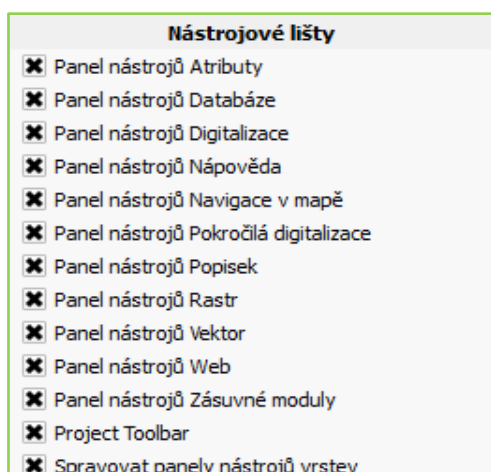 Nástrojové lišty
Panel nástrojů Atributy
Panel nástrojů Databáze
Panel nástrojů Digitalizace
Panel nástrojů Nápověda
Panel nástrojů Navigace v mapě
Panel nástrojů Pokročilá digitalizace
Panel nástrojů Popisek
Panel nástrojů Rastr
Panel nástrojů Vektor
Panel nástrojů Web
Panel nástrojů Zásuvné moduly
Project Toolbar
Spravovat panely nástrojů vrstev